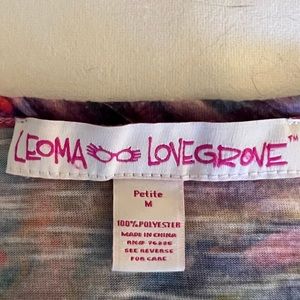 LEOMA LOVEGROVE™
Petite
M
100%POLYESTER
MADE IN CHINA
SEE REVERSE
FOR CARE